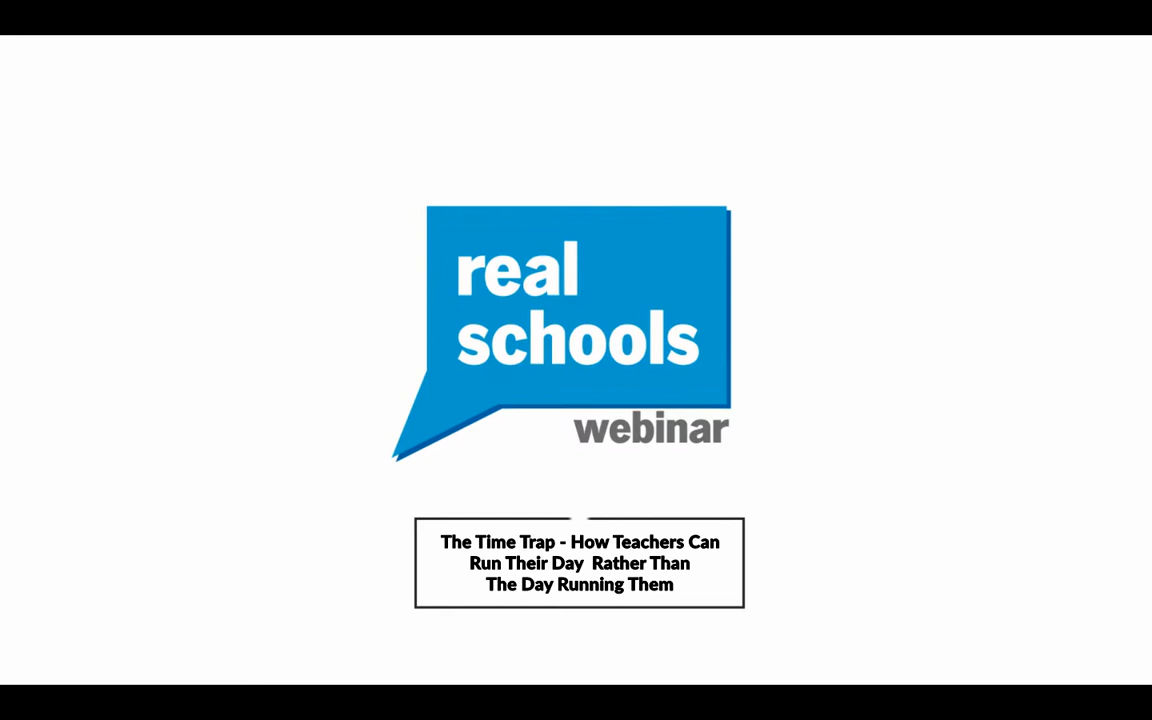 real
schools
webinar
The Time Trap - How Teachers Can
Run Their Day  Rather Than
The Day Running Them